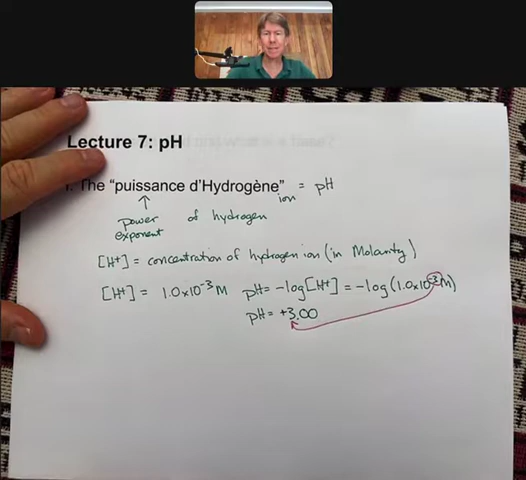 Lecture 7: pH
I. The "puissance d'Hydrogène" = pH
ion
↑
power of hydrogen
exponent
[H⁺] = concentration of hydrogen ion (in Molarity)
[H⁺] = 1.0×10⁻³ M pH = -log[H⁺] = -log(1.0×10⁻³ M)
pH = +3.00